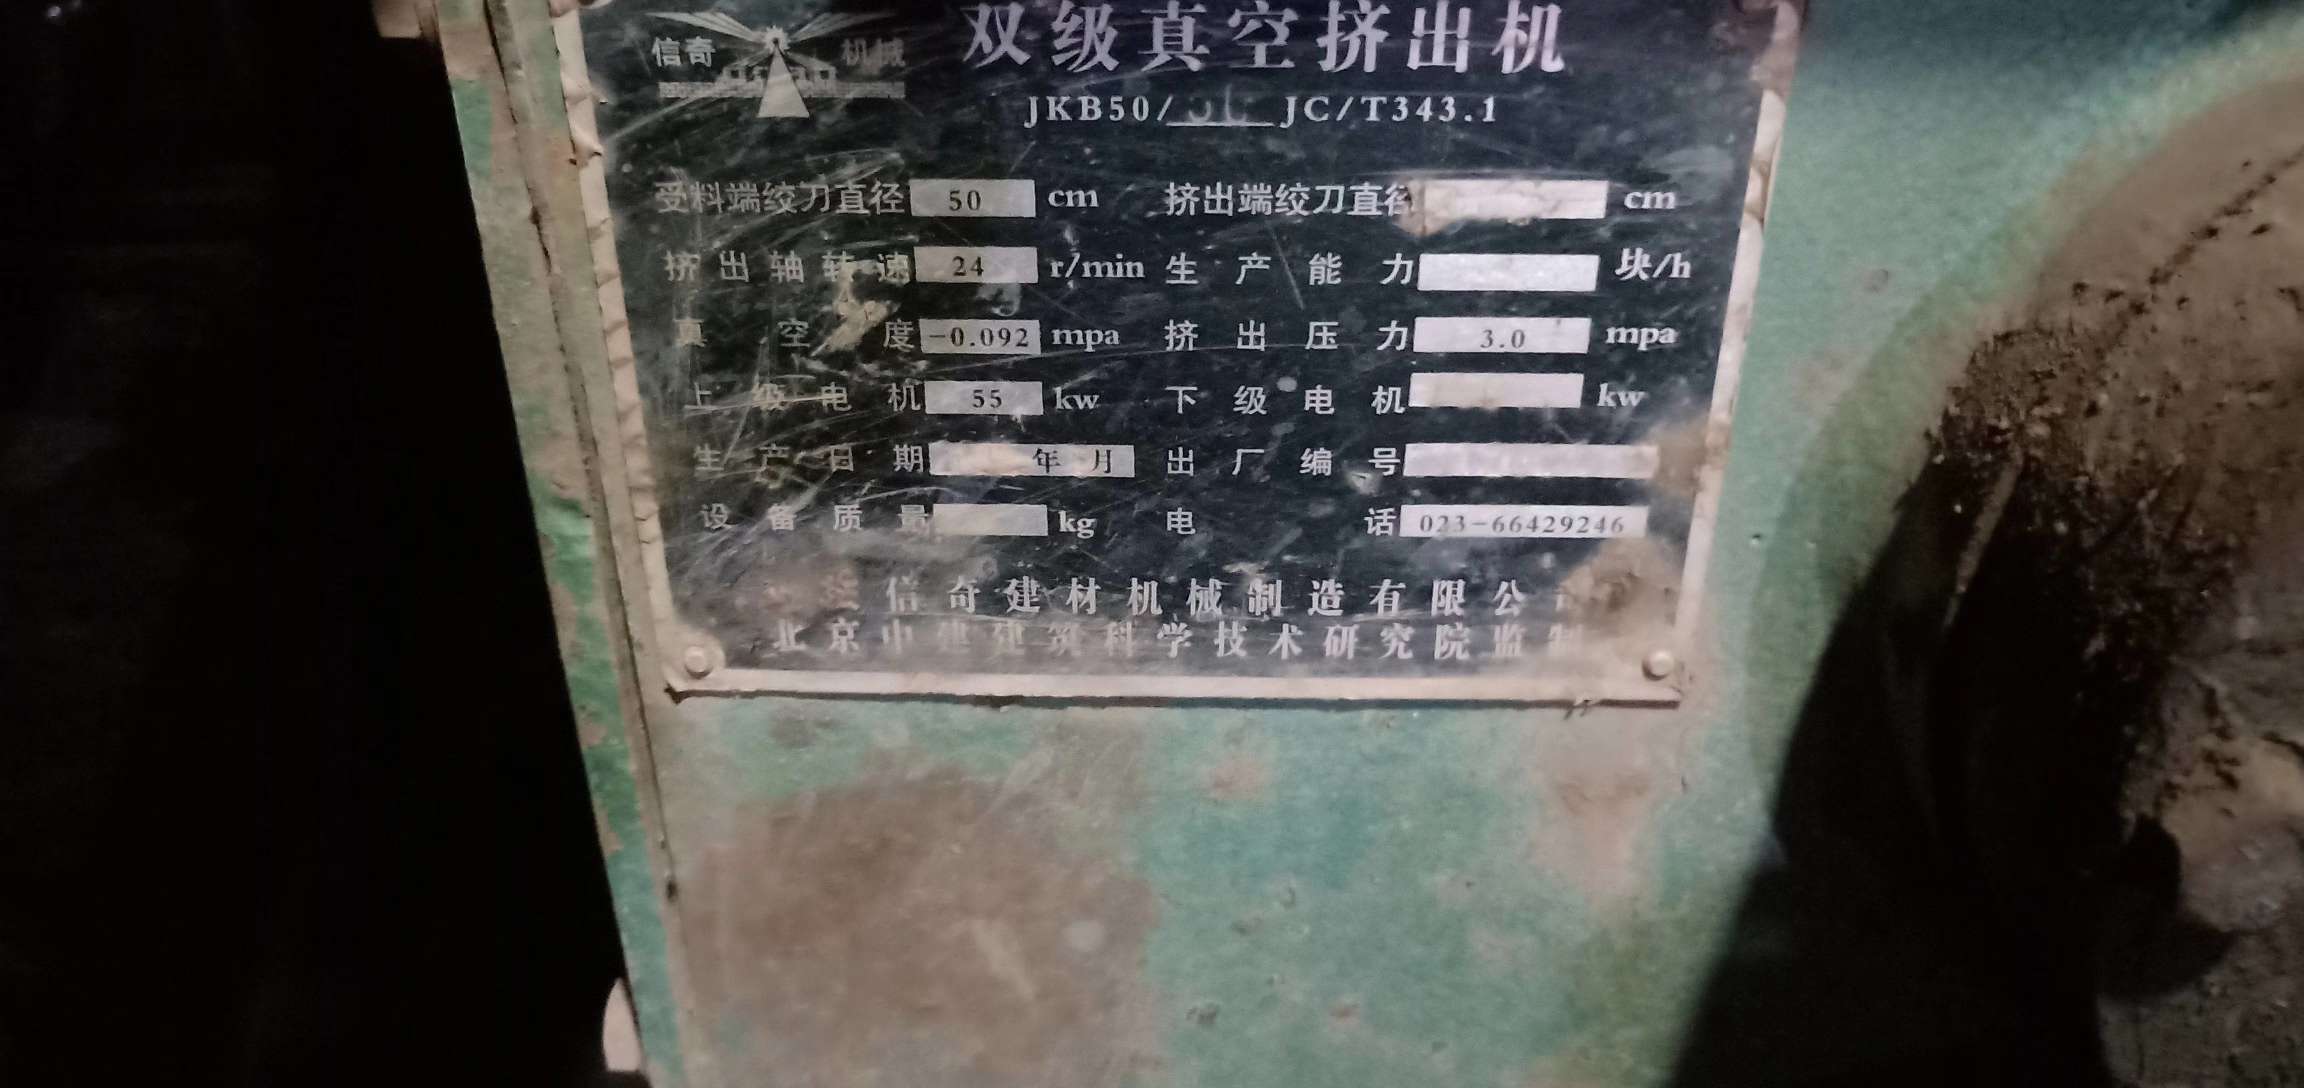 信奇 机械
双级真空挤出机
JKB50/ JC/T343.1
受料端绞刀直径 50 cm 挤出端绞刀直径 cm
挤出轴转速 24 r/min 生产能力 块/h
真空度 -0.092 mpa 挤出压力 3.0 mpa
上级电机 55 kw 下级电机 kw
生产日期 年 月 出厂编号
设备质量 kg 电话 023-66429246
信奇建材机械制造有限公司
北京中建建筑科学技术研究院监制